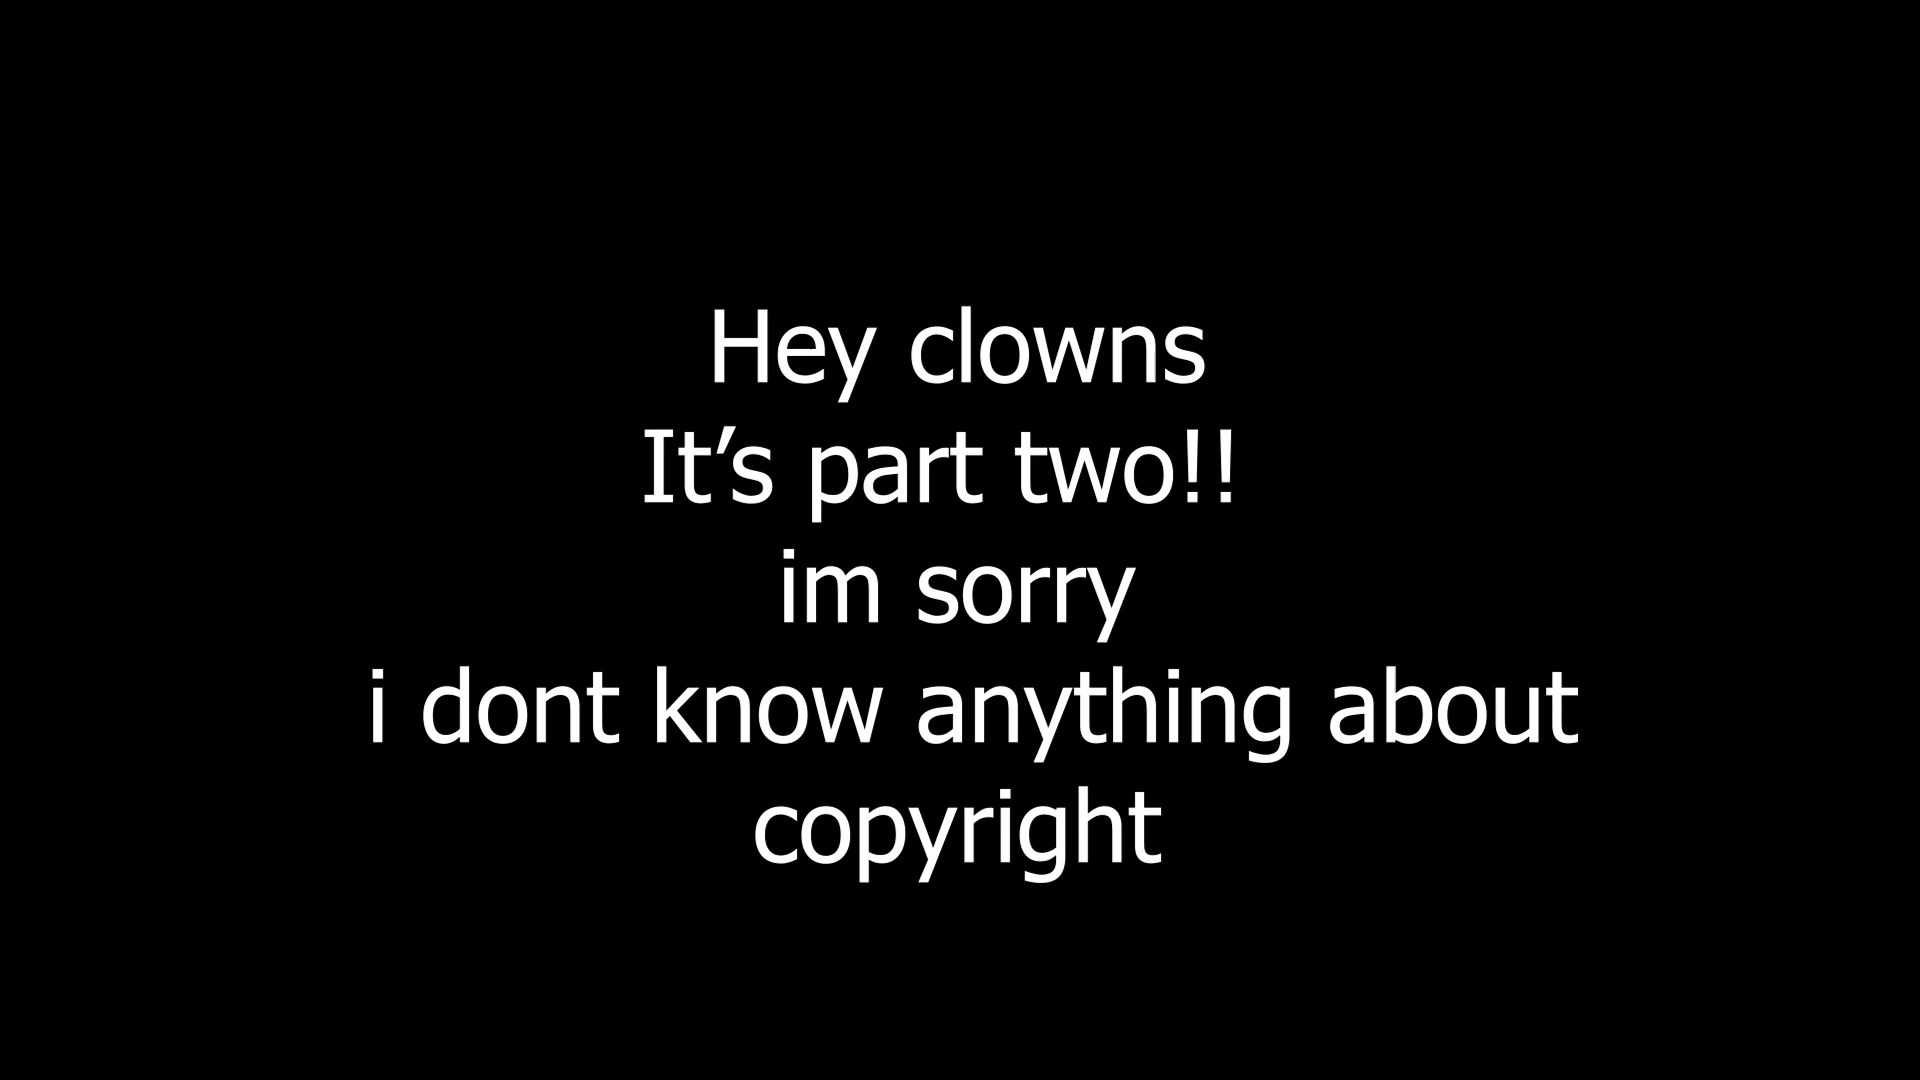 Hey clowns
It’s part two!!
im sorry
i dont know anything about
copyright